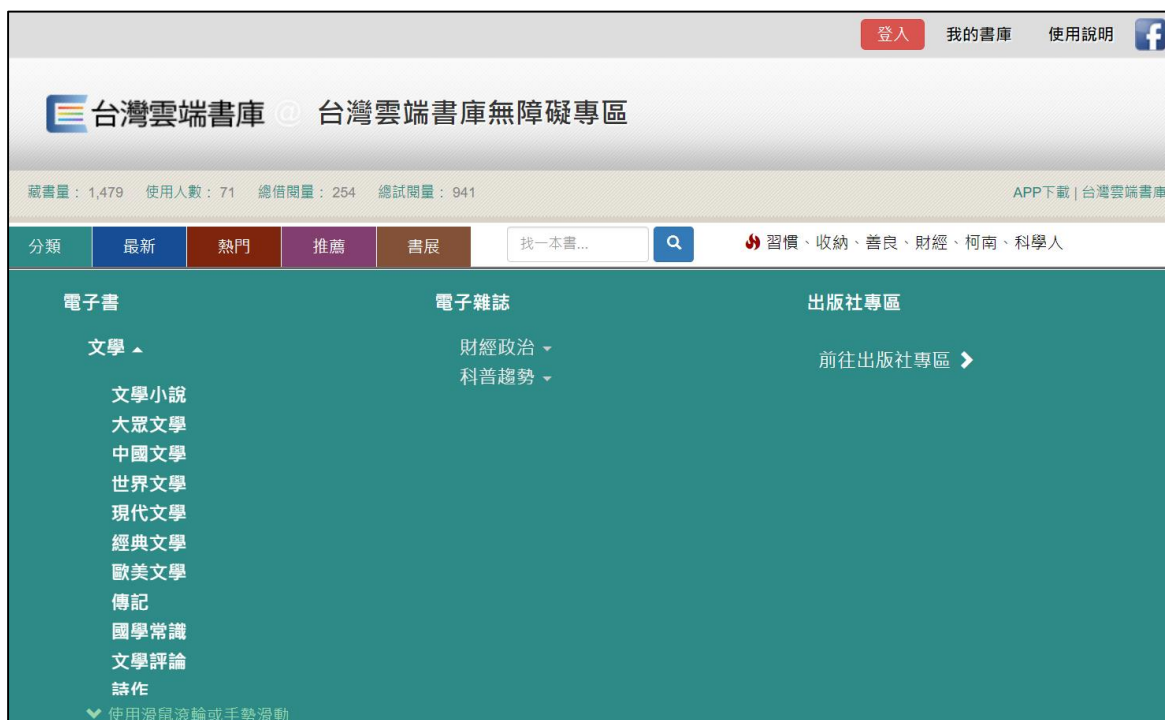 登入 我的書庫 使用說明
台灣雲端書庫 @ 台灣雲端書庫無障礙專區
藏書量： 1,479 使用人數： 71 總借閱量： 254 總試閱量： 941 APP下載 | 台灣雲端書庫
分類 最新 熱門 推薦 書展 找一本書... 習慣、收納、善良、財經、柯南、科學人
電子書 電子雜誌 出版社專區
文學 財經政治
科普趨勢
前往出版社專區
文學小說
大眾文學
中國文學
世界文學
現代文學
經典文學
歐美文學
傳記
國學常識
文學評論
詩作
使用滑鼠滾輪或手勢滑動